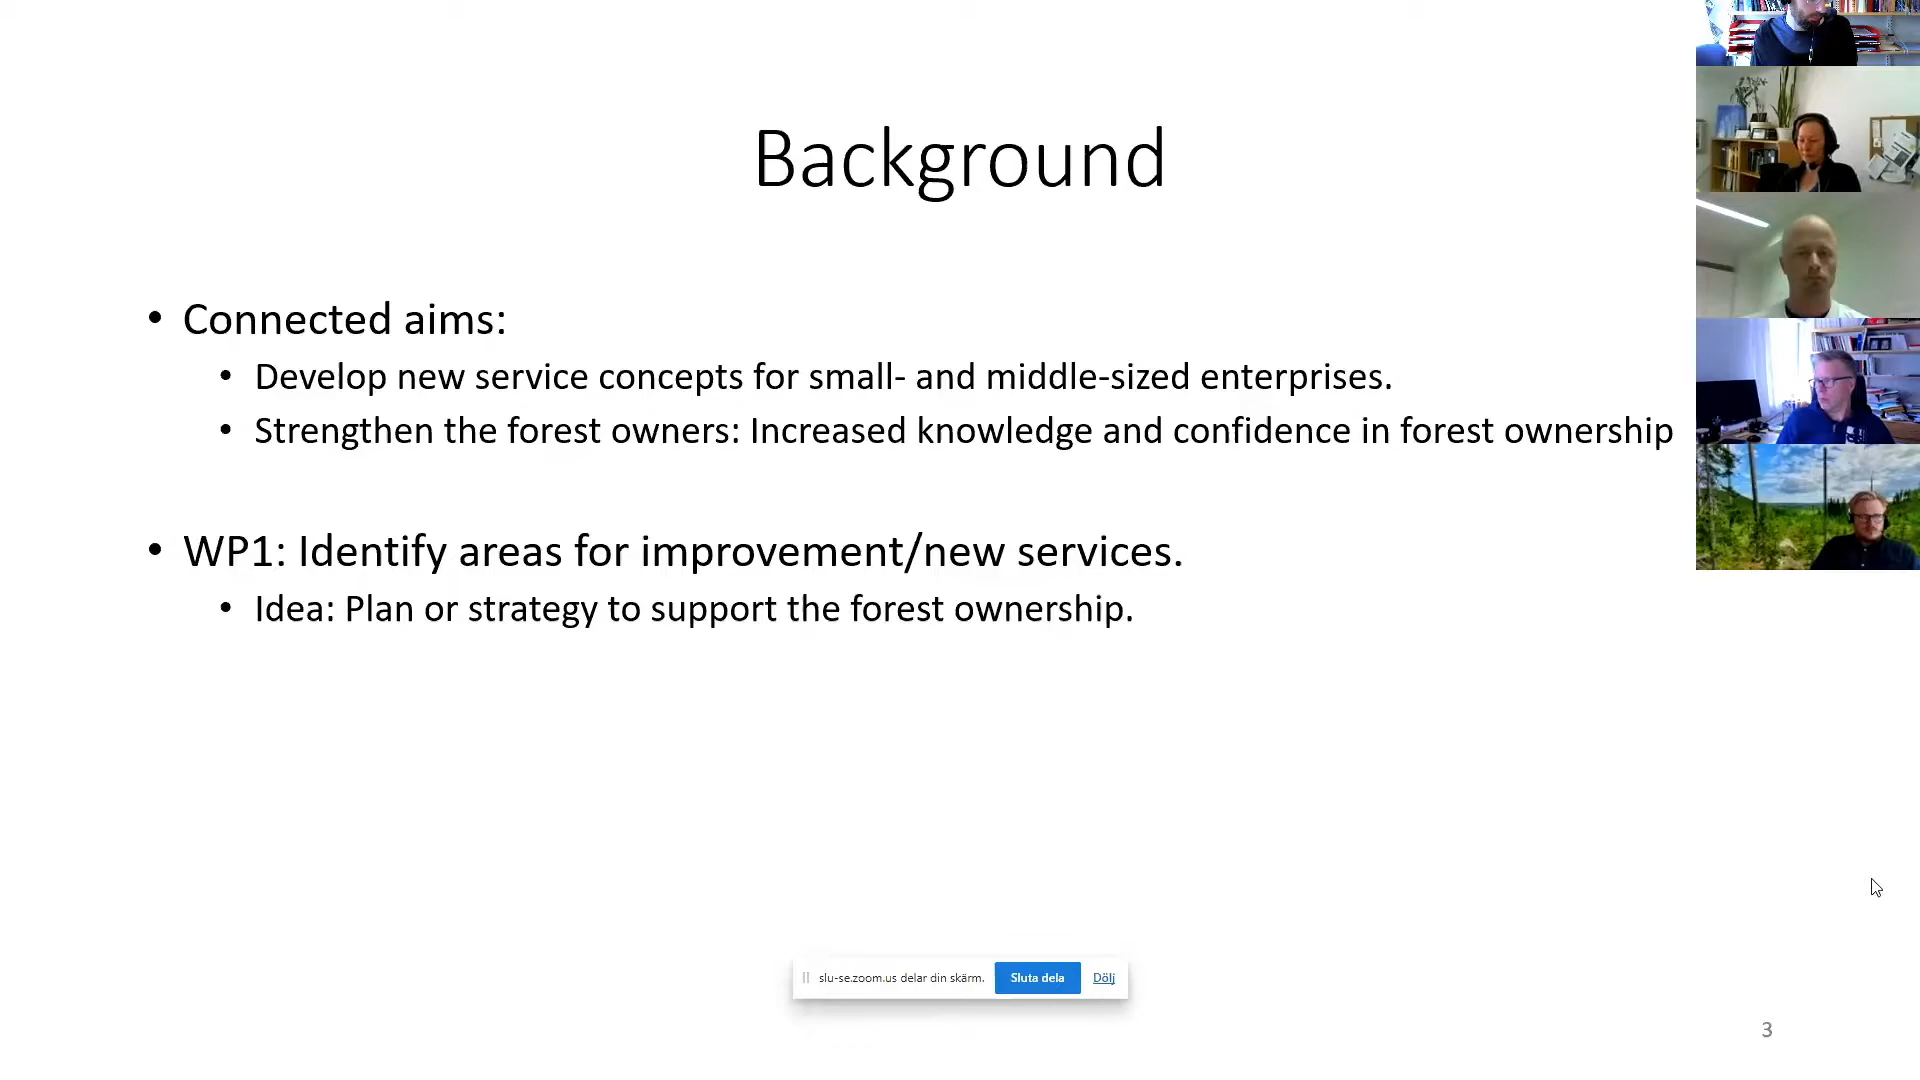 Background
• Connected aims:
• Develop new service concepts for small- and middle-sized enterprises.
• Strengthen the forest owners: Increased knowledge and confidence in forest ownership
• WP1: Identify areas for improvement/new services.
• Idea: Plan or strategy to support the forest ownership.
slu-se.zoom.us delar din skärm. Sluta dela Dölj
3